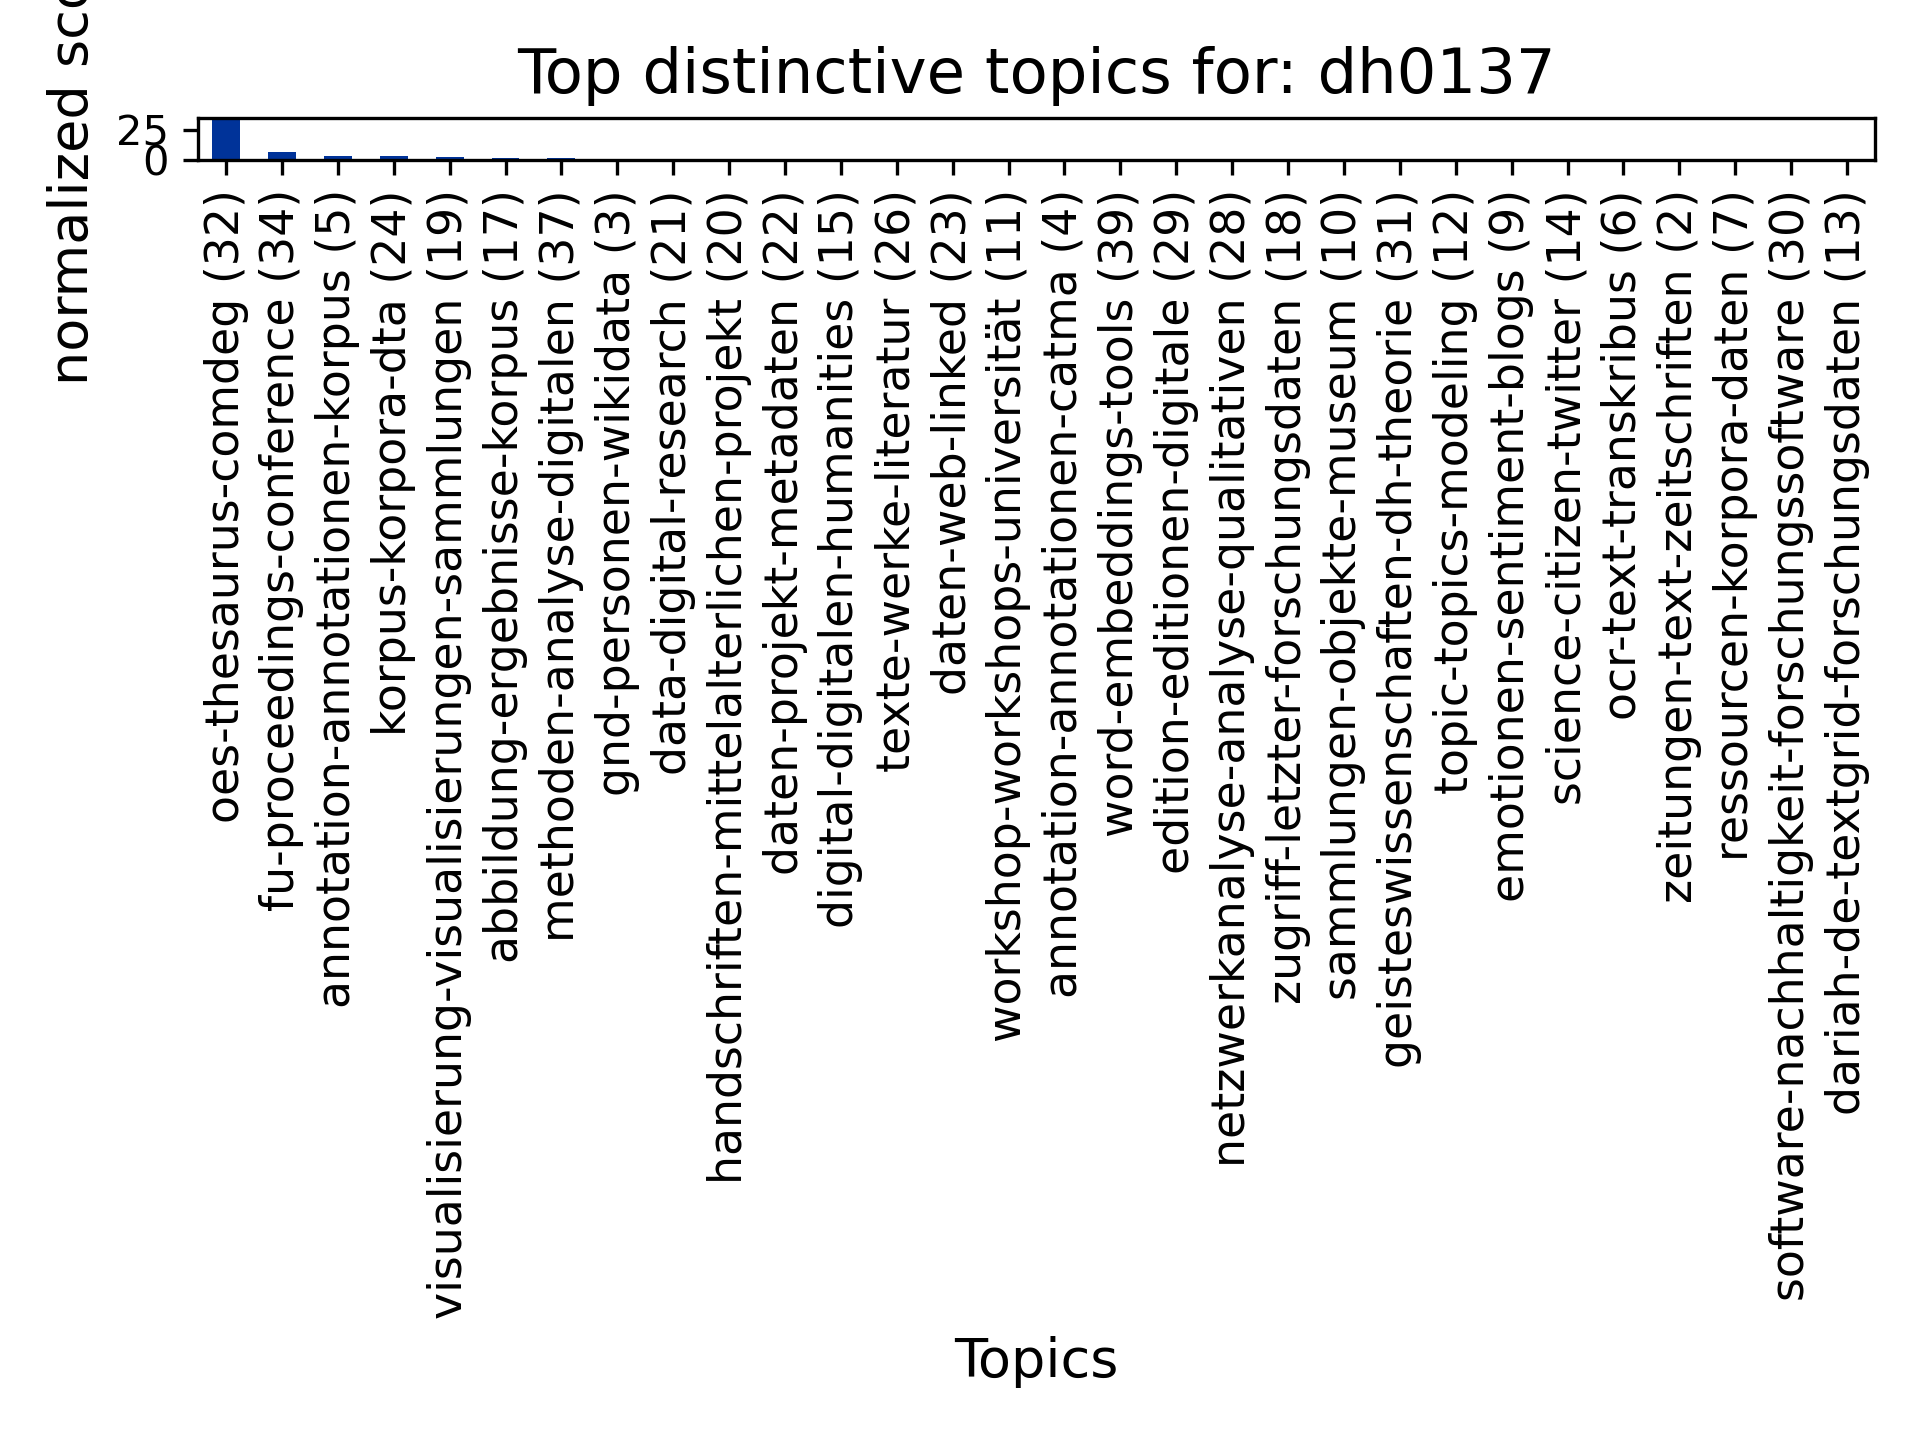 Top distinctive topics for: dh0137
normalized sco
25
0
oes-thesaurus-comdeg (32)
fu-proceedings-conference (34)
annotation-annotationen-korpus (5)
korpus-korpora-dta (24)
visualisierung-visualisierungen-sammlungen (19)
abbildung-ergebnisse-korpus (17)
methoden-analyse-digitalen (37)
gnd-personen-wikidata (3)
data-digital-research (21)
handschriften-mittelalterlichen-projekt (20)
daten-projekt-metadaten (22)
digital-digitalen-humanities (15)
texte-werke-literatur (26)
daten-web-linked (23)
workshop-workshops-universität (11)
annotation-annotationen-catma (4)
word-embeddings-tools (39)
edition-editionen-digitale (29)
netzwerkanalyse-analyse-qualitativen (28)
zugriff-letzter-forschungsdaten (18)
sammlungen-objekte-museum (10)
geisteswissenschaften-dh-theorie (31)
topic-topics-modeling (12)
emotionen-sentiment-blogs (9)
science-citizen-twitter (14)
ocr-text-transkribus (6)
zeitungen-text-zeitschriften (2)
ressourcen-korpora-daten (7)
software-nachhaltigkeit-forschungssoftware (30)
dariah-de-textgrid-forschungsdaten (13)
Topics